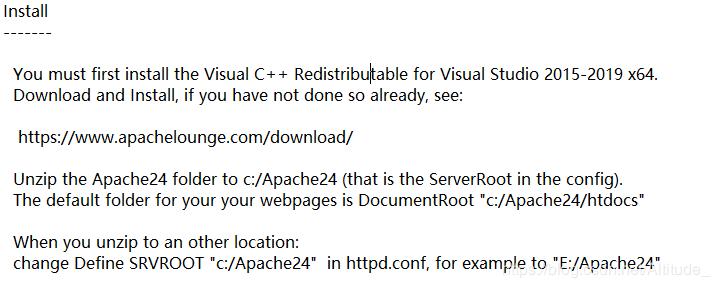 Install
-------
You must first install the Visual C++ Redistributable for Visual Studio 2015-2019 x64.
Download and Install, if you have not done so already, see:
https://www.apachelounge.com/download/
Unzip the Apache24 folder to c:/Apache24 (that is the ServerRoot in the config).
The default folder for your your webpages is DocumentRoot "c:/Apache24/htdocs"
When you unzip to an other location:
change Define SRVROOT "c:/Apache24"  in httpd.conf, for example to "E:/Apache24"